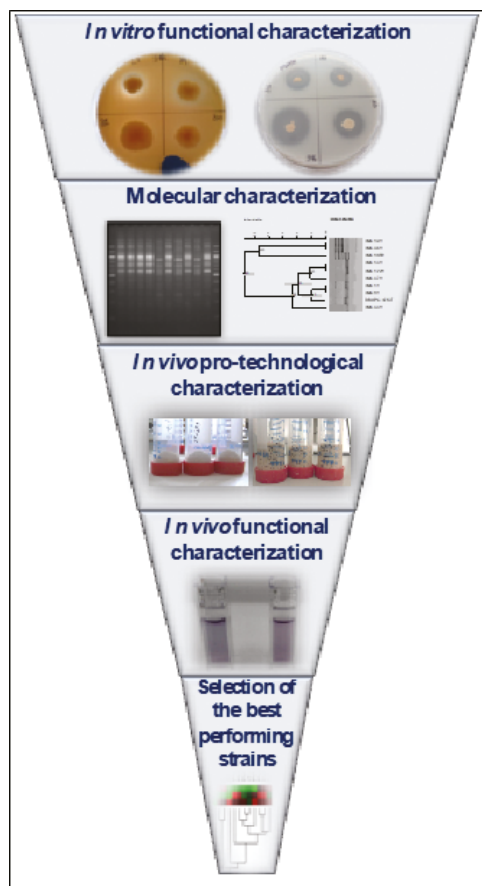 In vitro functional characterization
Molecular characterization
In vivo pro-technological
characterization
In vivo functional
characterization
Selection of
the best
performing
strains